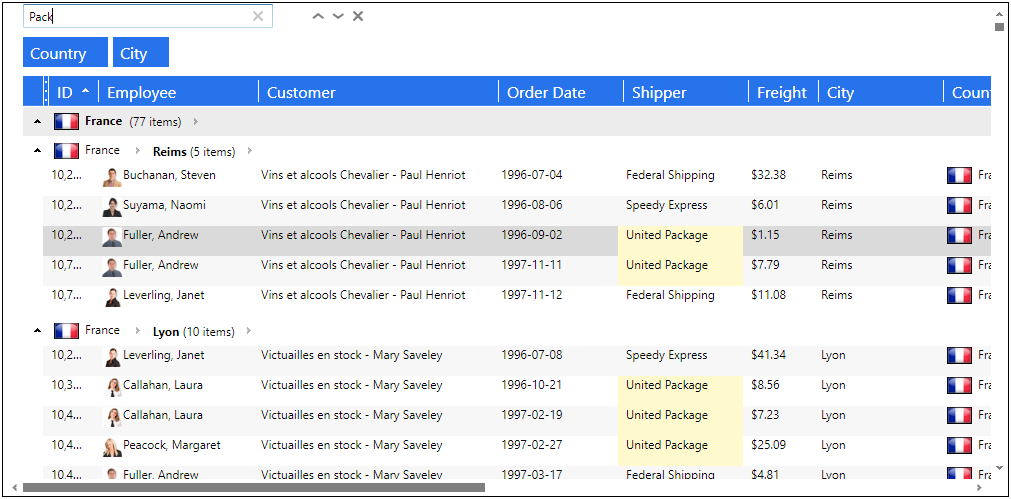 Pack
Country City
ID Employee Customer Order Date Shipper Freight City Coun
France (77 items)
France Reims (5 items)
10,2... Buchanan, Steven Vins et alcools Chevalier - Paul Henriot 1996-07-04 Federal Shipping $32.38 Reims Fra
10,2... Suyama, Naomi Vins et alcools Chevalier - Paul Henriot 1996-08-06 Speedy Express $6.01 Reims Fra
10,2... Fuller, Andrew Vins et alcools Chevalier - Paul Henriot 1996-09-02 United Package $1.15 Reims Fra
10,7... Fuller, Andrew Vins et alcools Chevalier - Paul Henriot 1997-11-11 United Package $7.79 Reims Fra
10,7... Leverling, Janet Vins et alcools Chevalier - Paul Henriot 1997-11-12 Federal Shipping $11.08 Reims Fra
France Lyon (10 items)
10,2... Leverling, Janet Victuailles en stock - Mary Saveley 1996-07-08 Speedy Express $41.34 Lyon Fra
10,3... Callahan, Laura Victuailles en stock - Mary Saveley 1996-10-21 United Package $8.56 Lyon Fra
10,4... Callahan, Laura Victuailles en stock - Mary Saveley 1997-02-19 United Package $7.23 Lyon Fra
10,4... Peacock, Margaret Victuailles en stock - Mary Saveley 1997-02-27 United Package $25.09 Lyon Fra
10,4... Fuller, Andrew Victuailles en stock - Mary Saveley 1997-03-17 Federal Shipping $4.81 Lyon Fra